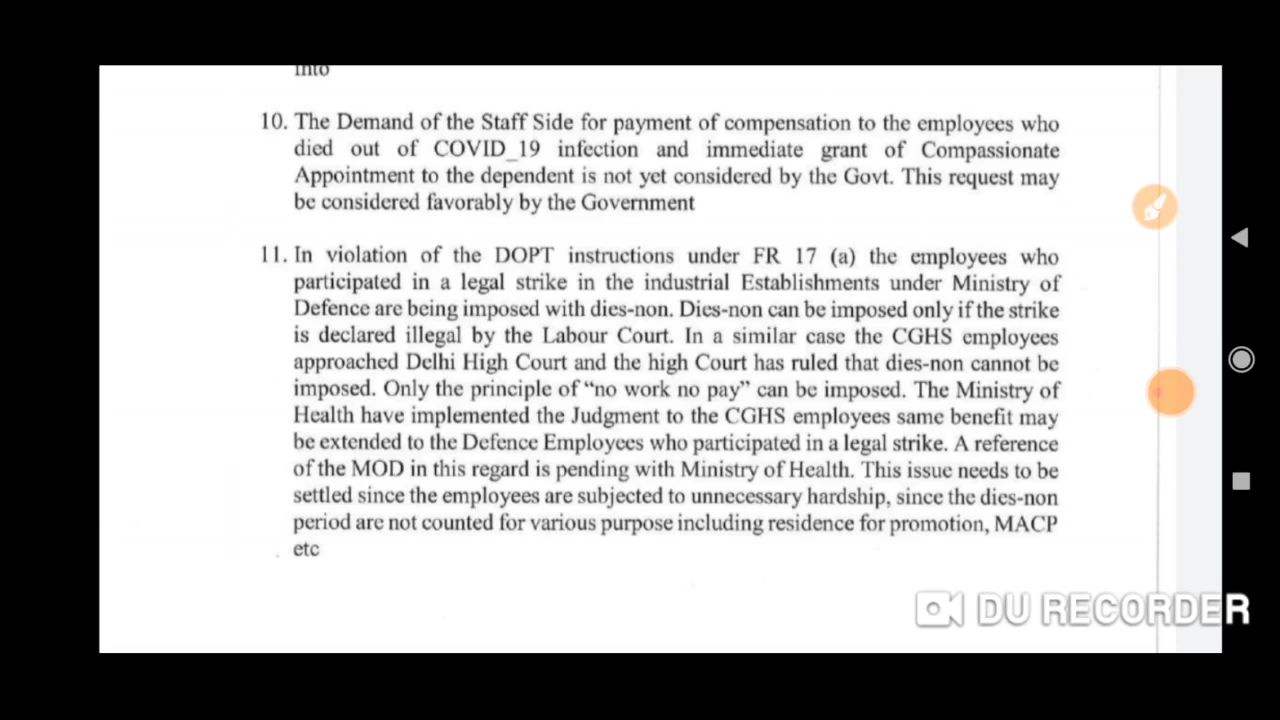 into
10. The Demand of the Staff Side for payment of compensation to the employees who
died out of COVID_19 infection and immediate grant of Compassionate
Appointment to the dependent is not yet considered by the Govt. This request may
be considered favorably by the Government
11. In violation of the DOPT instructions under FR 17 (a) the employees who
participated in a legal strike in the industrial Establishments under Ministry of
Defence are being imposed with dies-non. Dies-non can be imposed only if the strike
is declared illegal by the Labour Court. In a similar case the CGHS employees
approached Delhi High Court and the high Court has ruled that dies-non cannot be
imposed. Only the principle of “no work no pay” can be imposed. The Ministry of
Health have implemented the Judgment to the CGHS employees same benefit may
be extended to the Defence Employees who participated in a legal strike. A reference
of the MOD in this regard is pending with Ministry of Health. This issue needs to be
settled since the employees are subjected to unnecessary hardship, since the dies-non
period are not counted for various purpose including residence for promotion, MACP
etc
DU RECORDER